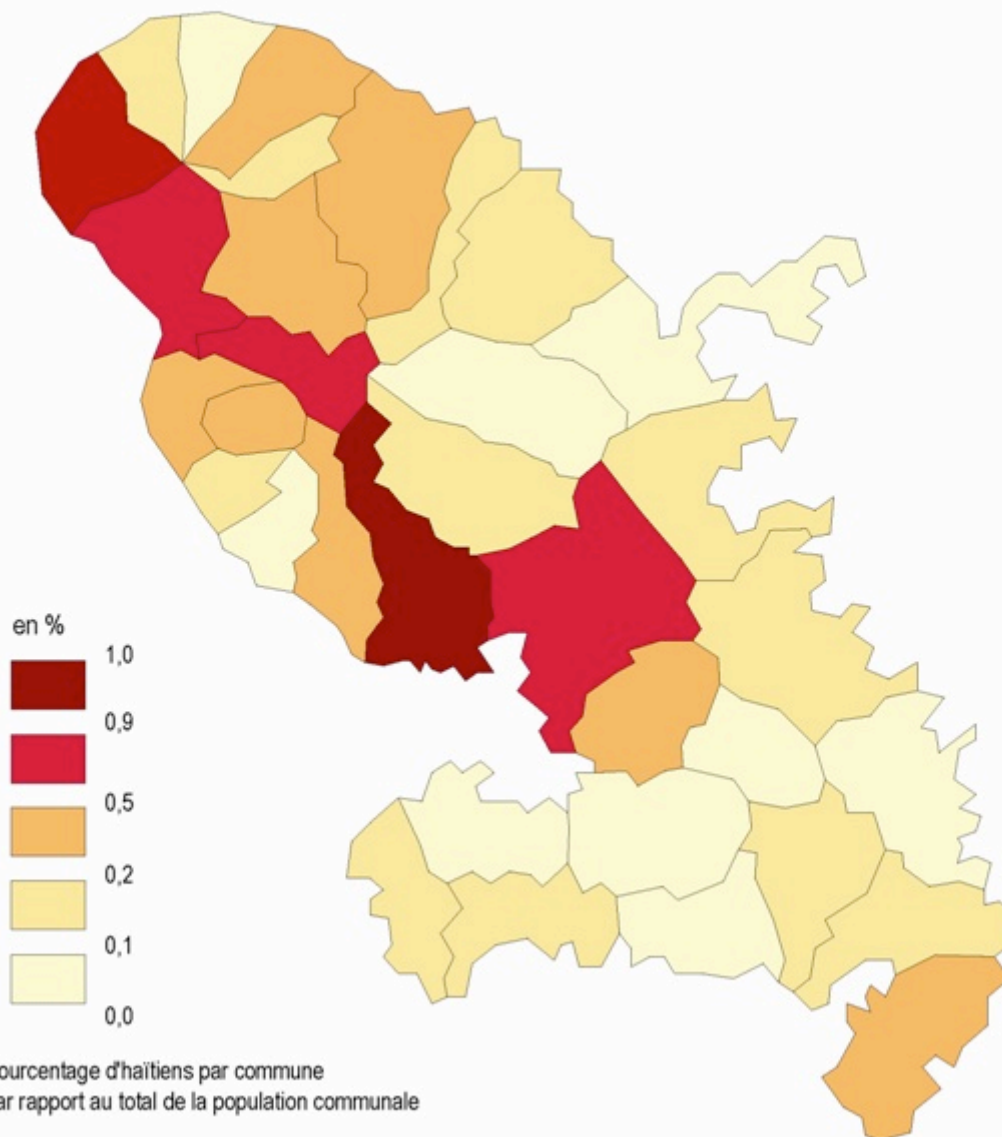 en %
1,0
0,9
0,5
0,2
0,1
0,0
ourcentage d'haïtiens par commune
ar rapport au total de la population communale